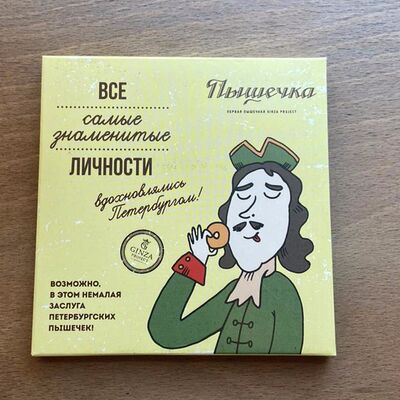 ВСЕ
самые
знаменитые
ЛИЧНОСТИ
вдохновлялись
Петербургом!
Пышечка
ПЕРВАЯ ПЫШЕЧНАЯ GINZA PROJECT
GINZA
PROJECT
ВОЗМОЖНО,
В ЭТОМ НЕМАЛАЯ
ЗАСЛУГА
ПЕТЕРБУРГСКИХ
ПЫШЕЧЕК!